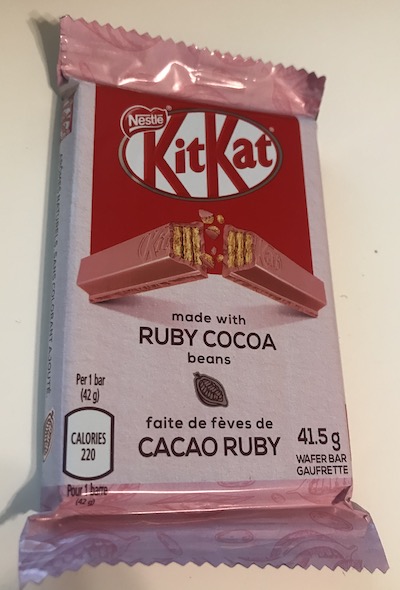 Nestlé
KitKat
made with
RUBY COCOA
beans
Per 1 bar
(42 g)
CALORIES
220
Pour 1 barre
(42 g)
faite de fèves de
CACAO RUBY
41.5 g
WAFER BAR
GAUFRETTE